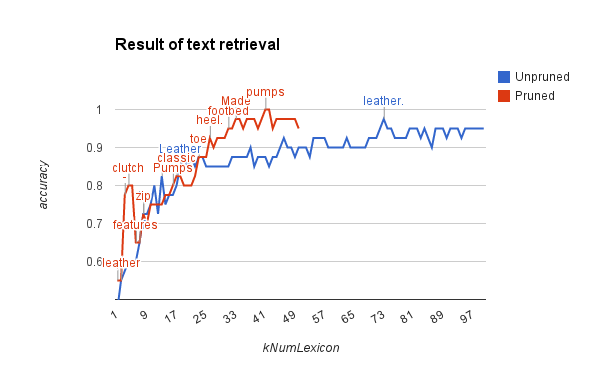 Result of text retrieval
Unpruned
Pruned
pumps
Made
leather.
footbed
heel.
toe
Leather
classic
Pumps
clutch
-
zip
features
leather
1
0.9
0.8
0.7
0.6
accuracy
1 9 17 25 33 41 49 57 65 73 81 89 97
kNumLexicon